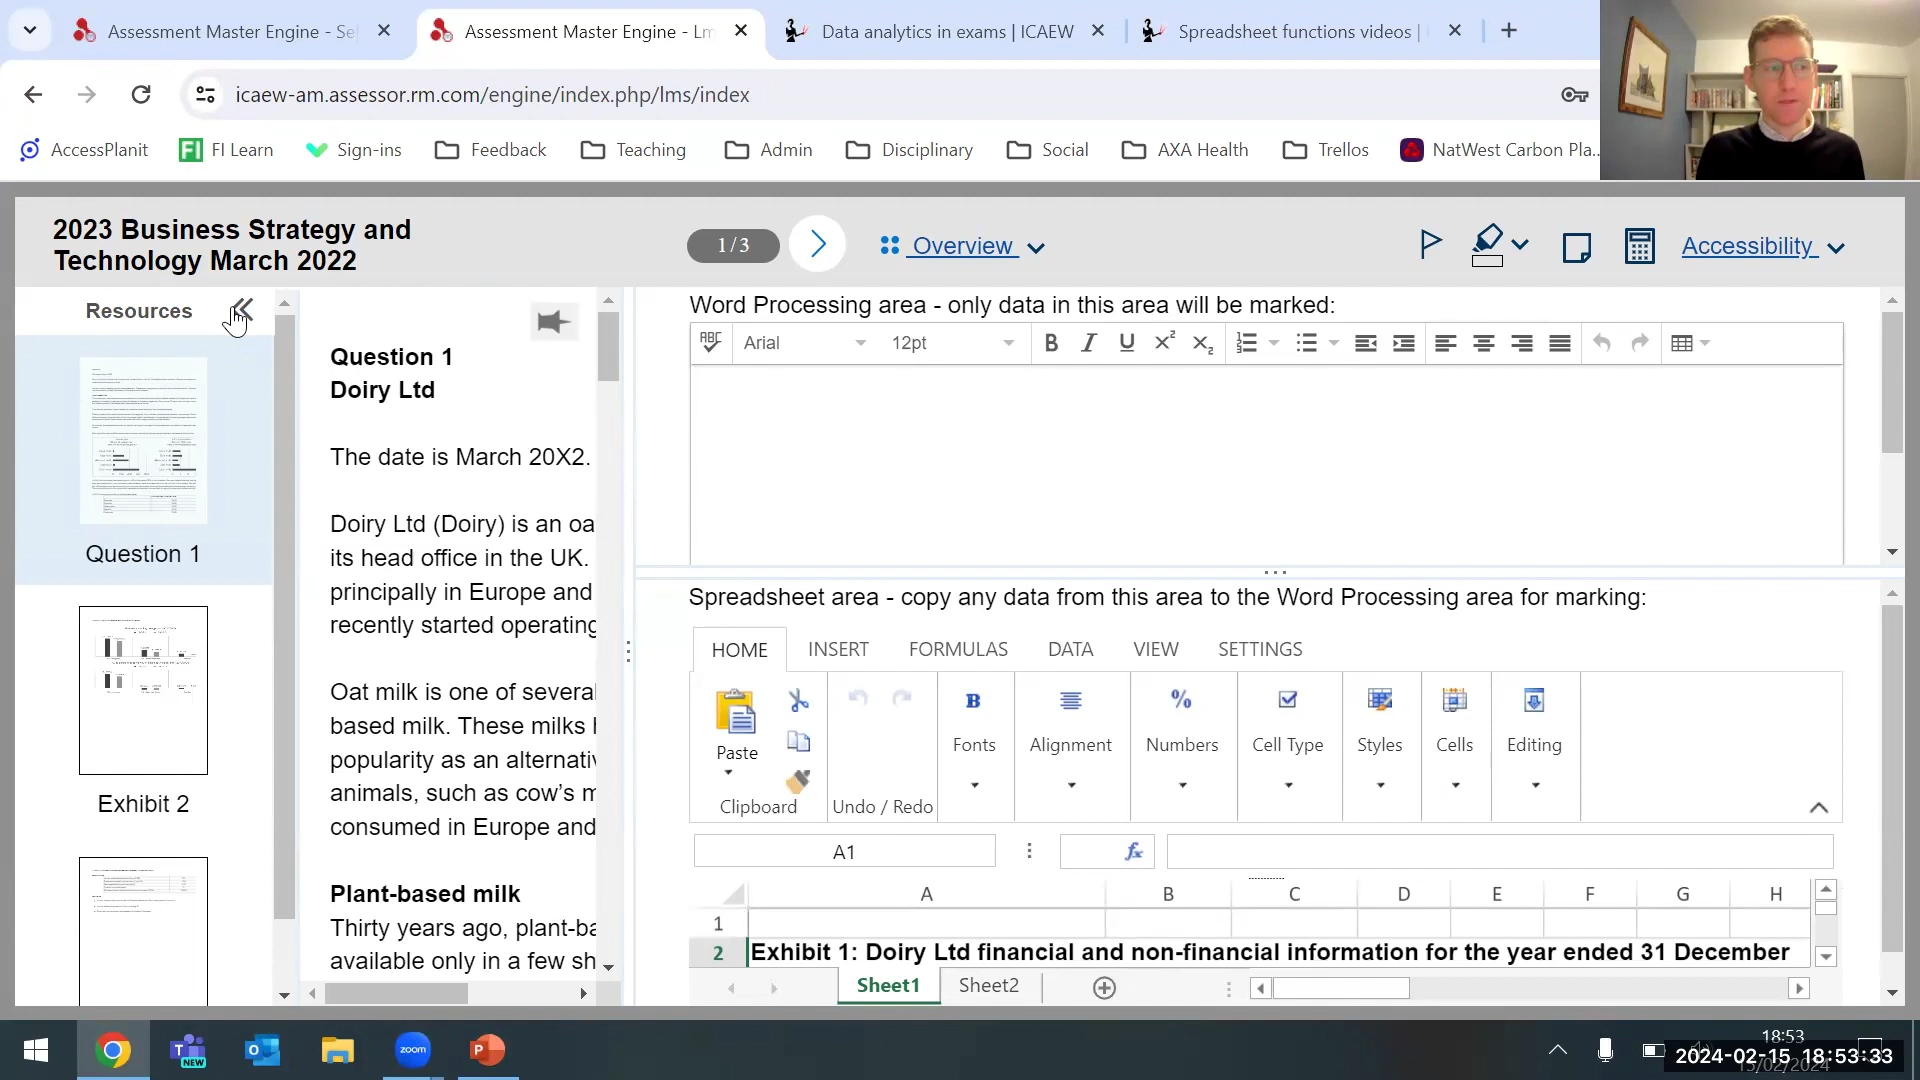 Assessment Master Engine - Se
Assessment Master Engine - Lm
Data analytics in exams | ICAEW
Spreadsheet functions videos |
icaew-am.assessor.rm.com/engine/index.php/lms/index
AccessPlanit
FI Learn
Sign-ins
Feedback
Teaching
Admin
Disciplinary
Social
AXA Health
Trellos
NatWest Carbon Pla...
2023 Business Strategy and
Technology March 2022
1/3
Overview
Accessibility
Resources
Question 1
Exhibit 2
Question 1
Doiry Ltd
The date is March 20X2.
Doiry Ltd (Doiry) is an oa
its head office in the UK.
principally in Europe and
recently started operating
Oat milk is one of several
based milk. These milks h
popularity as an alternativ
animals, such as cow's m
consumed in Europe and
Plant-based milk
Thirty years ago, plant-ba
available only in a few sh
Word Processing area - only data in this area will be marked:
ABC Arial 12pt B I U X² X₂
Spreadsheet area - copy any data from this area to the Word Processing area for marking:
HOME INSERT FORMULAS DATA VIEW SETTINGS
Paste
Clipboard
Undo / Redo
Fonts
Alignment
Numbers
Cell Type
Styles
Cells
Editing
A1
fx
A B C D E F G H
1
2 Exhibit 1: Doiry Ltd financial and non-financial information for the year ended 31 December
Sheet1 Sheet2
NEW
zoom
18:53
15/02/2024
2024-02-15 18:53:33